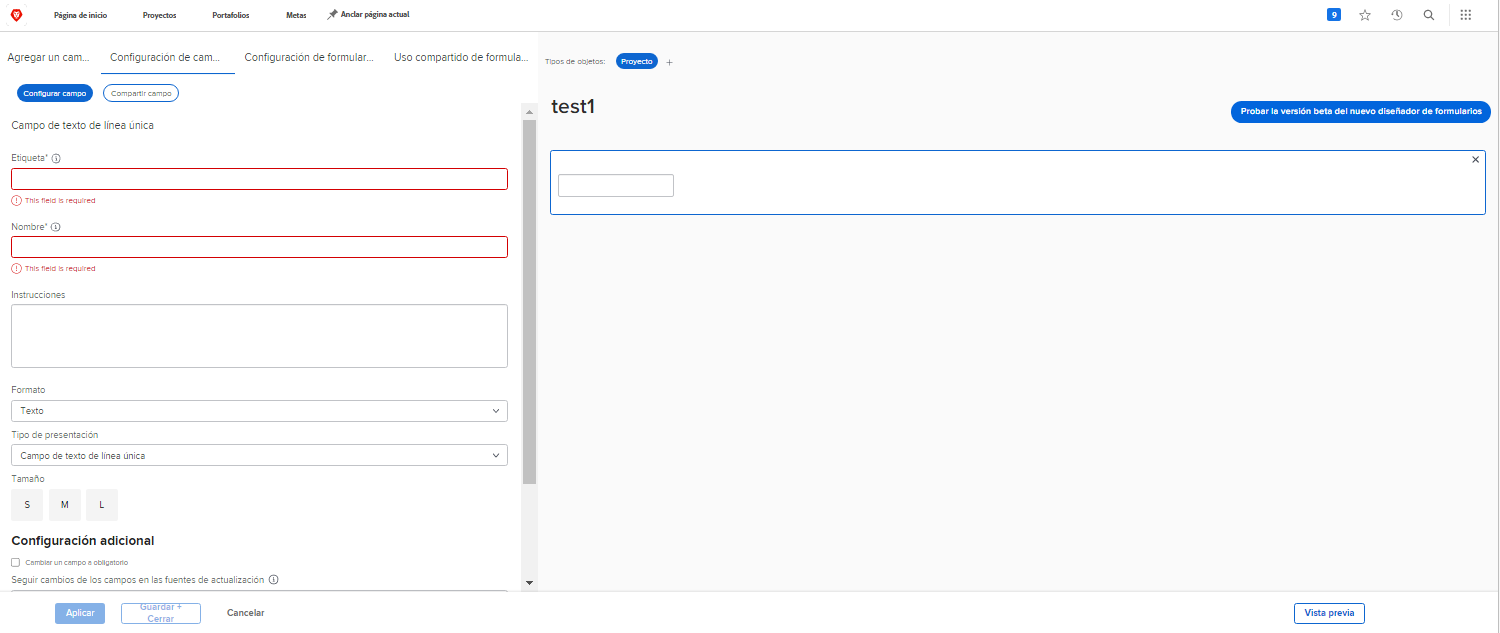 Página de inicio
Proyectos
Portafolios
Metas
Anclar página actual
9
Agregar un cam...
Configuración de cam...
Configuración de formular...
Uso compartido de formula...
Tipos de objetos:
Proyecto
+
Configurar campo
Compartir campo
test1
Probar la versión beta del nuevo diseñador de formularios
Campo de texto de línea única
Etiqueta*
This field is required
Nombre*
This field is required
Instrucciones
Formato
Texto
Tipo de presentación
Campo de texto de línea única
Tamaño
S
M
L
Configuración adicional
Cambiar un campo a obligatorio
Seguir cambios de los campos en las fuentes de actualización
Aplicar
Guardar +
Cerrar
Cancelar
Vista previa